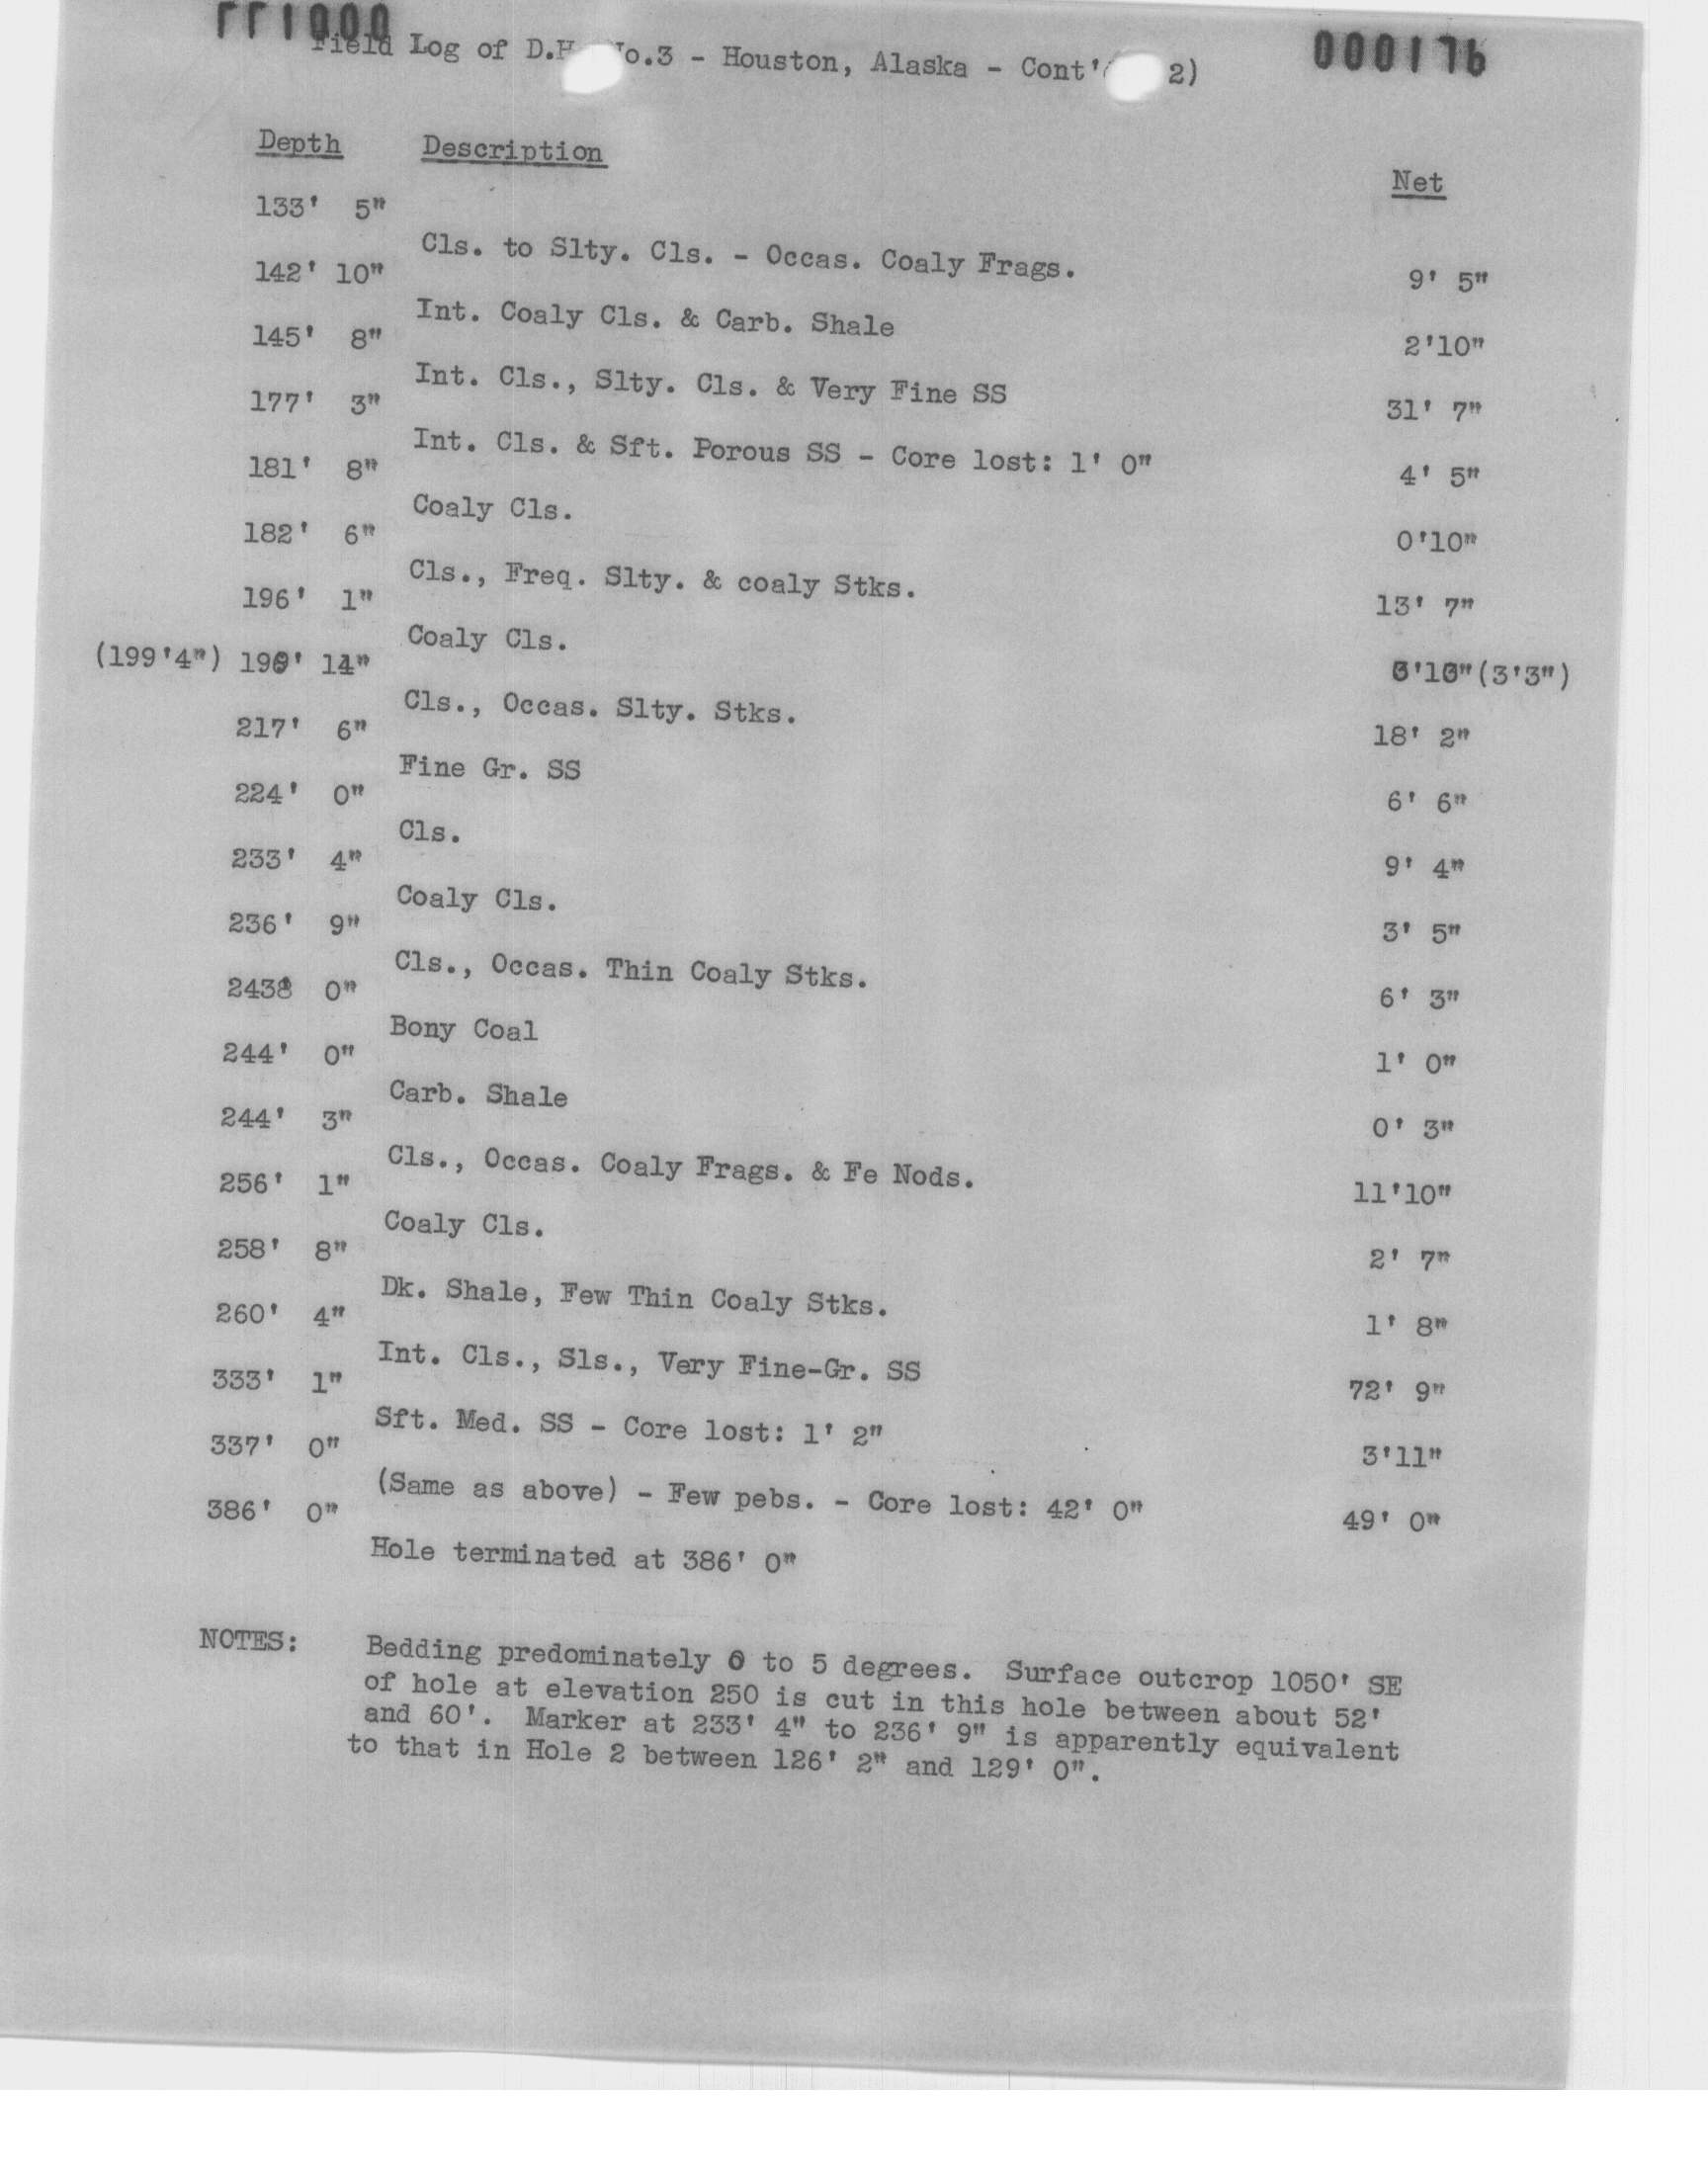 000176
Field Log of D.H. No.3 - Houston, Alaska - Cont' 2)
Depth Description
Net
133' 5"
Cls. to Slty. Cls. - Occas. Coaly Frags. 9' 5"
142' 10"
Int. Coaly Cls. & Carb. Shale 2'10"
145' 8"
Int. Cls., Slty. Cls. & Very Fine SS 31' 7"
177' 3"
Int. Cls. & Sft. Porous SS - Core lost: 1' 0" 4' 5"
181' 8"
Coaly Cls. 0'10"
182' 6"
Cls., Freq. Slty. & coaly Stks. 13' 7"
196' 1"
Coaly Cls. (3'3")
(199'4")
Cls., Occas. Slty. Stks. 18' 2"
217' 6"
Fine Gr. SS 6' 6"
224' 0"
Cls. 9' 4"
233' 4"
Coaly Cls. 3' 5"
236' 9"
Cls., Occas. Thin Coaly Stks. 6' 3"
243' 0"
Bony Coal 1' 0"
244' 0"
Carb. Shale 0' 3"
244' 3"
Cls., Occas. Coaly Frags. & Fe Nods. 11'10"
256' 1"
Coaly Cls. 2' 7"
258' 8"
Dk. Shale, Few Thin Coaly Stks. 1' 8"
260' 4"
Int. Cls., Sls., Very Fine-Gr. SS 72' 9"
333' 1"
Sft. Med. SS - Core lost: 1' 2" 3'11"
337' 0"
(Same as above) - Few pebs. - Core lost: 42' 0" 49' 0"
386' 0"
Hole terminated at 386' 0"
NOTES: Bedding predominately 0 to 5 degrees. Surface outcrop 1050' SE
of hole at elevation 250 is cut in this hole between about 52'
and 60'. Marker at 233' 4" to 236' 9" is apparently equivalent
to that in Hole 2 between 126' 2" and 129' 0".